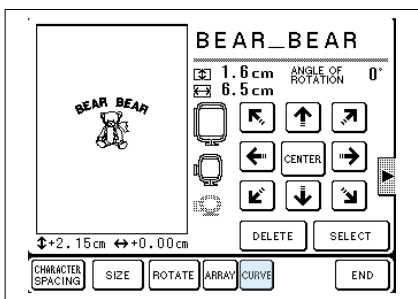 BEAR_BEAR
1.6cm ANGLE OF ROTATION 0°
6.5cm
BEAR BEAR
CENTER
DELETE SELECT
+2.15cm +0.00cm
CHARACTER SPACING SIZE ROTATE ARRAY CURVE END